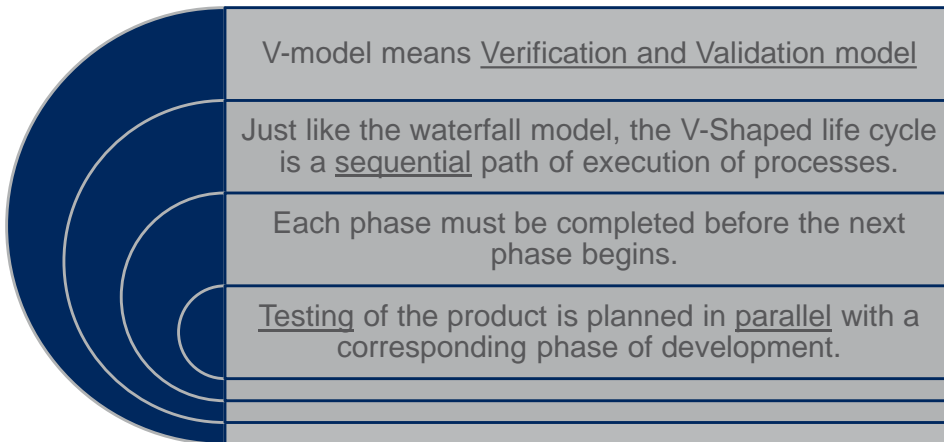 V-model means Verification and Validation model
Just like the waterfall model, the V-Shaped life cycle
is a sequential path of execution of processes.
Each phase must be completed before the next
phase begins.
Testing of the product is planned in parallel with a
corresponding phase of development.